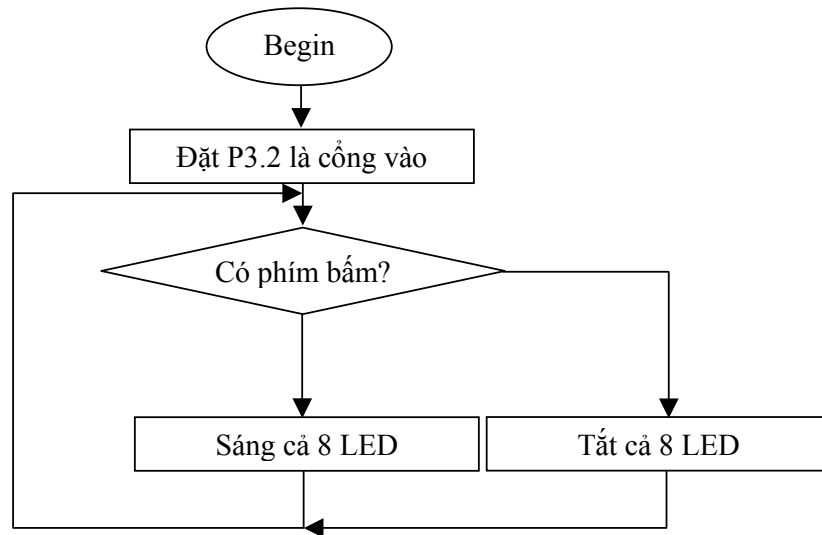 Begin
Đặt P3.2 là cổng vào
Có phím bấm?
Sáng cả 8 LED
Tắt cả 8 LED